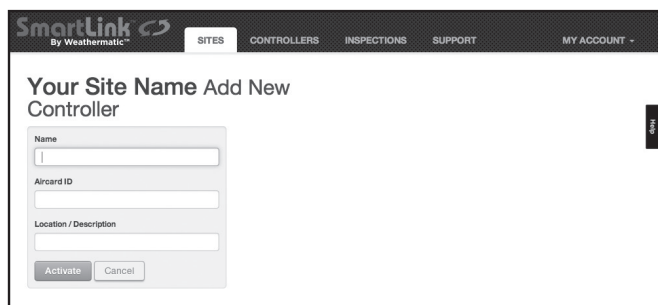 SmartLink™
By Weathermatic™
SITES CONTROLLERS INSPECTIONS SUPPORT MY ACCOUNT
Your Site Name Add New
Controller
Help
Name
Aircard ID
Location / Description
Activate Cancel